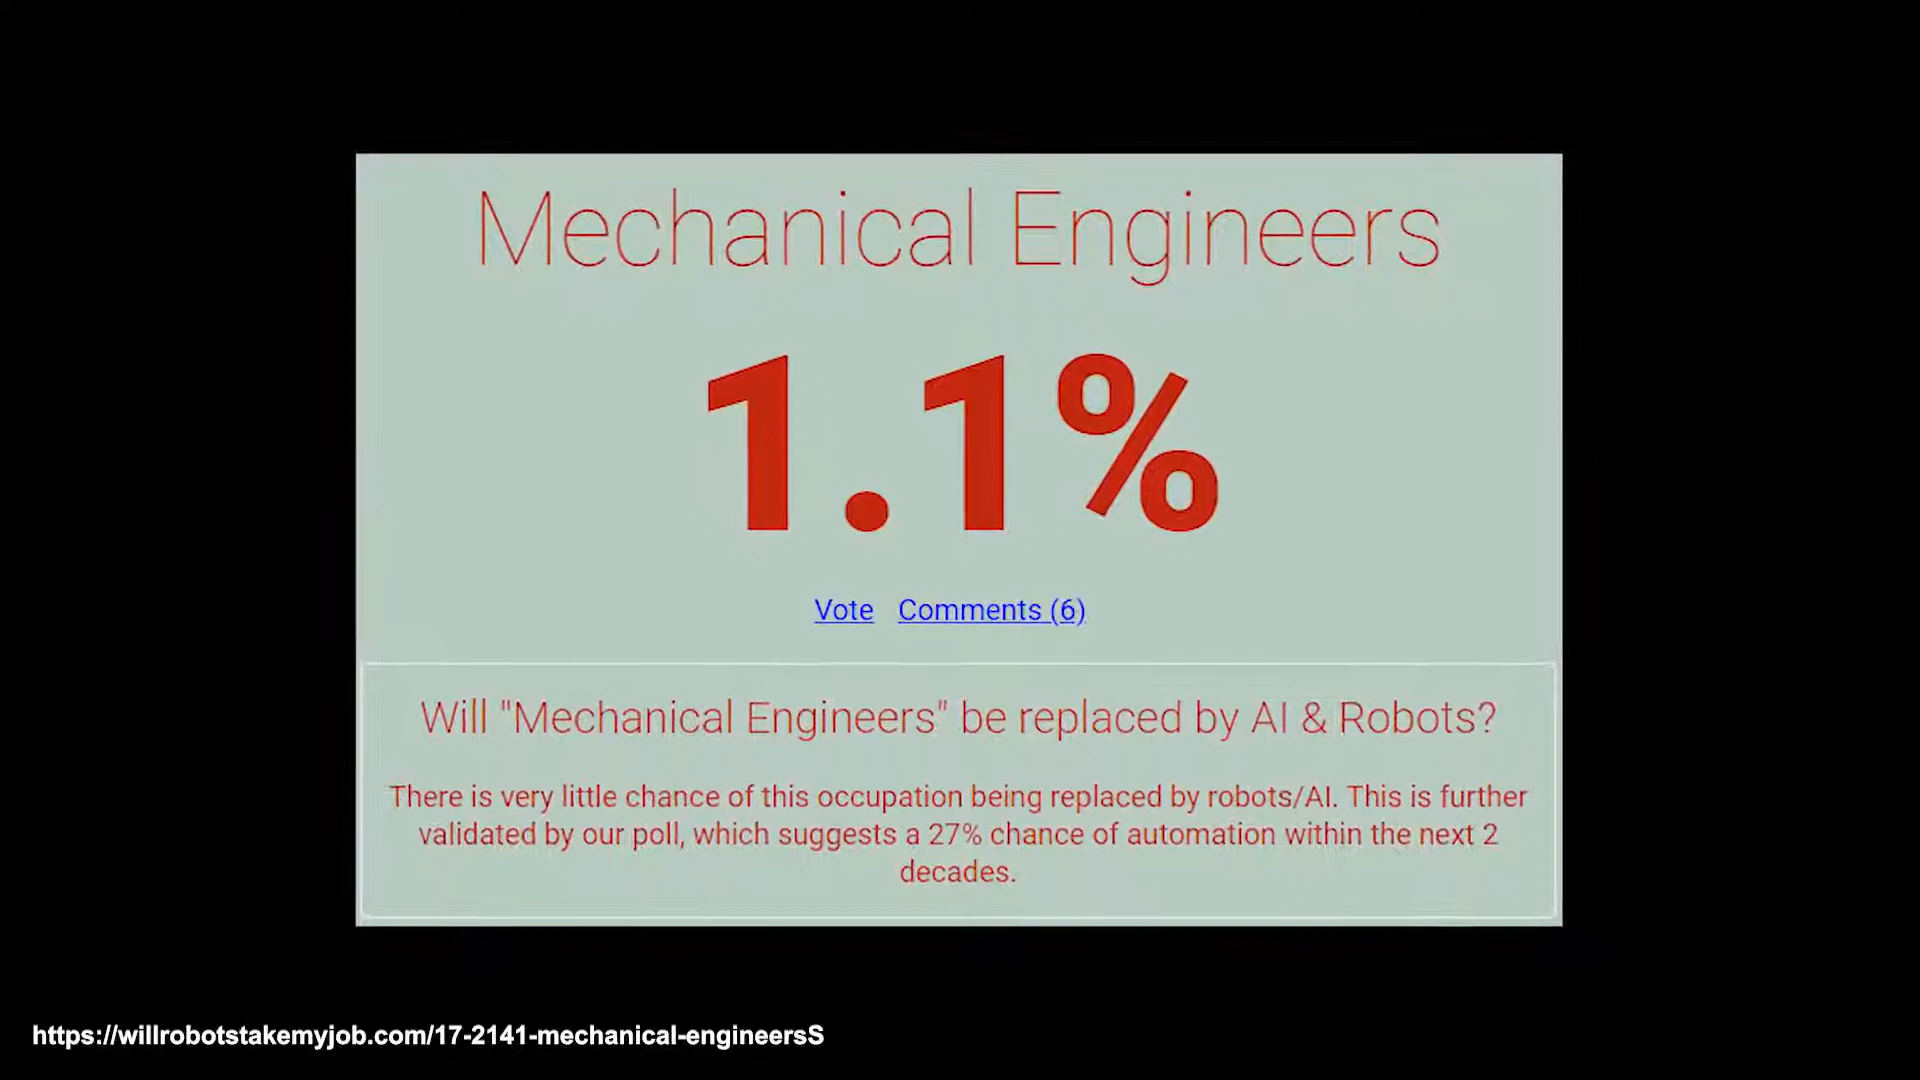 Mechanical Engineers
1.1%
Vote Comments (6)
Will "Mechanical Engineers" be replaced by AI & Robots?
There is very little chance of this occupation being replaced by robots/AI. This is further
validated by our poll, which suggests a 27% chance of automation within the next 2
decades.
https://willrobotstakemyjob.com/17-2141-mechanical-engineersS